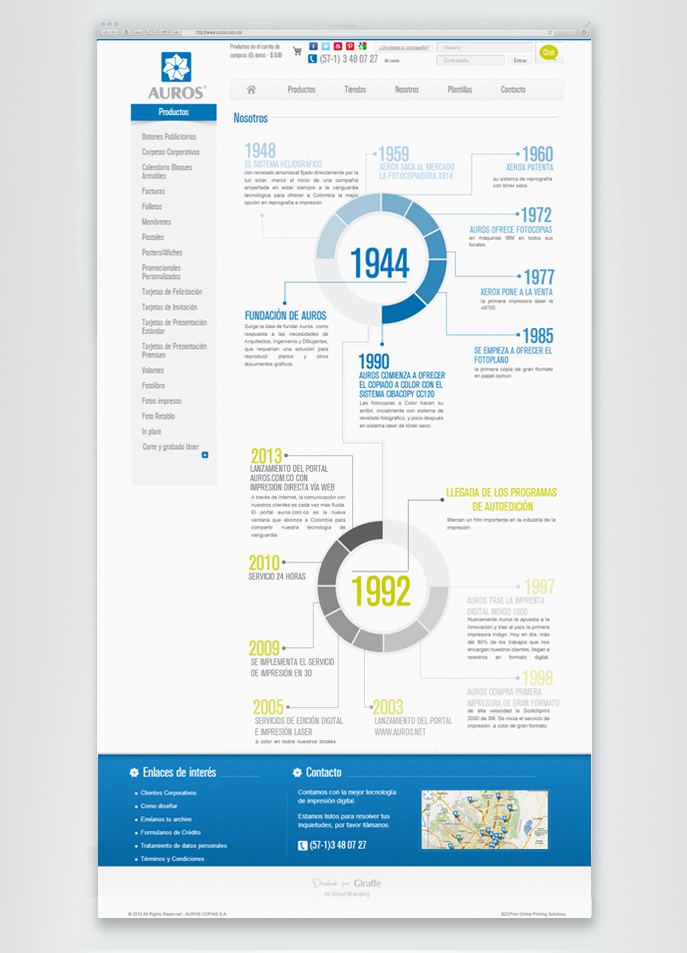 http://www.auros.com.co/
Productos en el carrito de
compras (0) items - $ 0.00
(57-1) 3 48 07 27
Mi cuenta
¿Olvidaste tu contraseña?
Usuario
Contraseña
Entrar
Chat
AUROS
Productos
Tiendas
Nosotros
Plantillas
Contacto
Productos
Botones Publicitarios
Carpetas Corporativas
Calendario Bloques
Armables
Facturas
Folletos
Membretes
Postales
Posters/Afiches
Promocionales
Personalizados
Tarjetas de Felicitación
Tarjetas de Invitación
Tarjetas de Presentación
Estándar
Tarjetas de Presentación
Premium
Volantes
Fotolibro
Fotos impresas
Foto Retablo
In plant
Corte y grabado láser
Nosotros
1948
EL SISTEMA HELIOGRÁFICO
con revelado amoniacal fijado directamente por la
luz solar, marcó el inicio de una compañía
empeñada en estar siempre a la vanguardia
tecnológica para ofrecer a Colombia la mejor
opción en reprografía e impresión.
1959
XEROX SACA AL MERCADO
LA FOTOCOPIADORA X914
1960
XEROX PATENTA
su sistema de reprografía
con tóner seco.
1972
AUROS OFRECE FOTOCOPIAS
en máquinas IBM en todos sus
locales.
1944
1977
XEROX PONE A LA VENTA
la primera impresora láser la
x9700
FUNDACIÓN DE AUROS
Surge la idea de fundar Auros, como
respuesta a las necesidades de
Arquitectos, Ingenieros y Dibujantes,
que requerían una solución para
reproducir planos y otros
documentos gráficos.
1985
SE EMPIEZA A OFRECER EL
FOTOPLANO
la primera copia de gran formato
en papel común
1990
AUROS COMIENZA A OFRECER
EL COPIADO A COLOR CON EL
SISTEMA CIBACOPY CC120
Las fotocopias a Color hacen su
arribo, inicialmente con sistema de
revelado fotográfico, y poco después
en sistema láser de tóner seco.
2013
LANZAMIENTO DEL PORTAL
AUROS.COM.CO CON
IMPRESIÓN DIRECTA VÍA WEB
A través de Internet, la comunicación con
nuestros clientes es cada vez más fluida.
El portal auros.com.co es la nueva
ventana que abrimos a Colombia para
compartir nuestra tecnología de
vanguardia.
LLEGADA DE LOS PROGRAMAS
DE AUTOEDICIÓN
Marcan un hito importante en la industria de la
impresión.
2010
SERVICIO 24 HORAS
1992
1997
AUROS TRAE LA IMPRENTA
DIGITAL INDIGO 1000
Nuevamente Auros le apuesta a la
innovación y trae al país la primera
impresora Indigo. Hoy en día, más
del 80% de los trabajos que nos
encargan nuestros clientes, llegan a
nosotros en formato digital.
2009
SE IMPLEMENTA EL SERVICIO
DE IMPRESIÓN EN 3D
1998
AUROS COMPRA PRIMERA
IMPRESORA DE GRAN FORMATO
de alta velocidad la Scotchprint
2000 de 3M. Se inicia el servicio de
impresión a color de gran formato.
2005
SERVICIOS DE EDICIÓN DIGITAL
E IMPRESIÓN LASER
a color en todos nuestros locales.
2003
LANZAMIENTO DEL PORTAL
WWW.AUROS.NET
Enlaces de interés
Clientes Corporativos
Como diseñar
Envíanos tu archivo
Formularios de Crédito
Tratamiento de datos personales
Términos y Condiciones
Contacto
Contamos con la mejor tecnología
de impresión digital.
Estamos listos para resolver tus
inquietudes, por favor llámanos.
(57-1)3 48 07 27
Diseñado por Giraffe
All About Branding
© 2013 All Rights Reserved - AUROS COPIAS S.A.
B2CPrint Online Printing Solutions